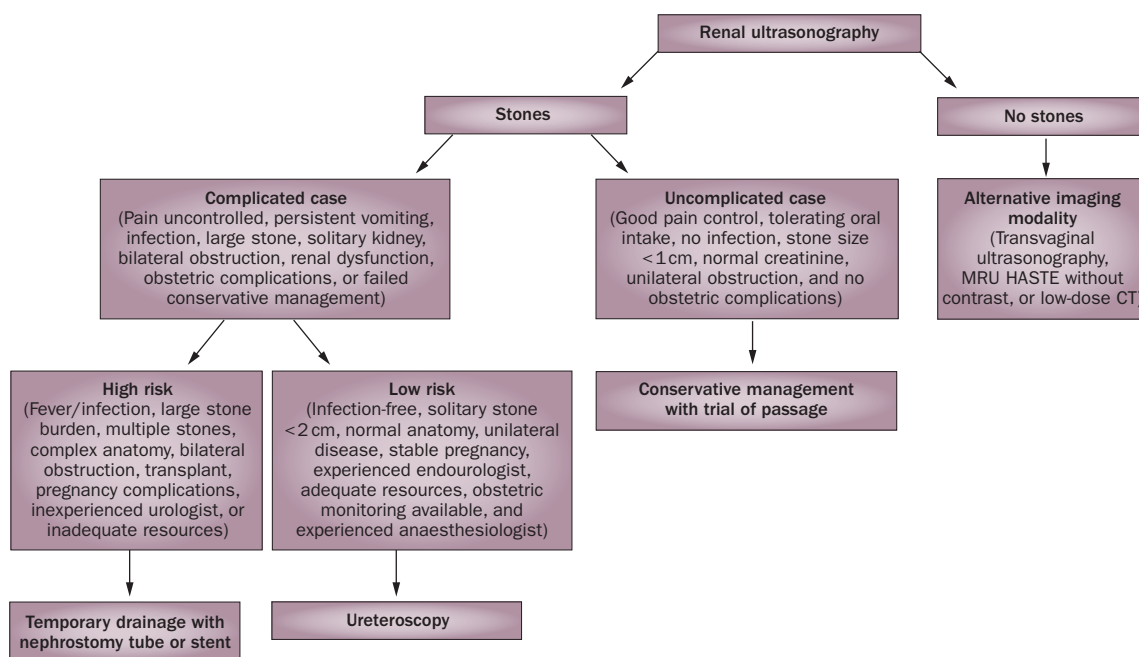 Renal ultrasonography
Stones
No stones
Complicated case
(Pain uncontrolled, persistent vomiting,
infection, large stone, solitary kidney,
bilateral obstruction, renal dysfunction,
obstetric complications, or failed
conservative management)
Uncomplicated case
(Good pain control, tolerating oral
intake, no infection, stone size
<1cm, normal creatinine,
unilateral obstruction, and no
obstetric complications)
Alternative imaging
modality
(Transvaginal
ultrasonography,
MRU HASTE without
contrast, or low-dose CT)
High risk
(Fever/infection, large stone
burden, multiple stones,
complex anatomy, bilateral
obstruction, transplant,
pregnancy complications,
inexperienced urologist, or
inadequate resources)
Low risk
(Infection-free, solitary stone
<2cm, normal anatomy, unilateral
disease, stable pregnancy,
experienced endourologist,
adequate resources, obstetric
monitoring available, and
experienced anaesthesiologist)
Conservative management
with trial of passage
Temporary drainage with
nephrostomy tube or stent
Ureteroscopy